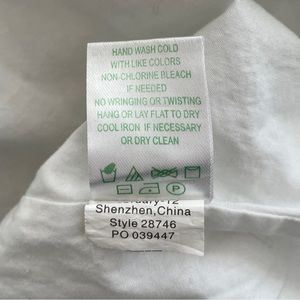 HAND WASH COLD
WITH LIKE COLORS
NON-CHLORINE BLEACH
IF NEEDED
NO WRINGING OR TWISTING
HANG OR LAY FLAT TO DRY
COOL IRON IF NECESSARY
OR DRY CLEAN
P
Shenzhen,China
Style 28746
PO 039447